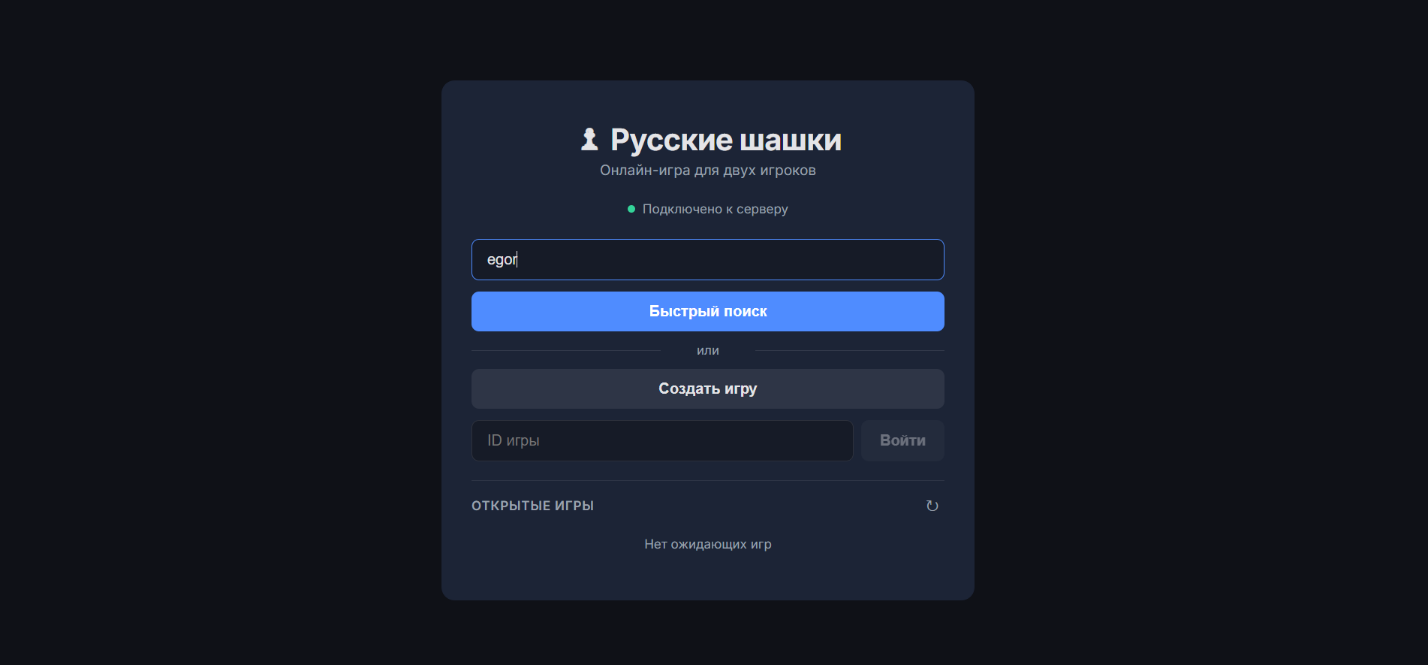 Русские шашки
Онлайн-игра для двух игроков
Подключено к серверу
egor
Быстрый поиск
или
Создать игру
ID игры
Войти
ОТКРЫТЫЕ ИГРЫ
Нет ожидающих игр